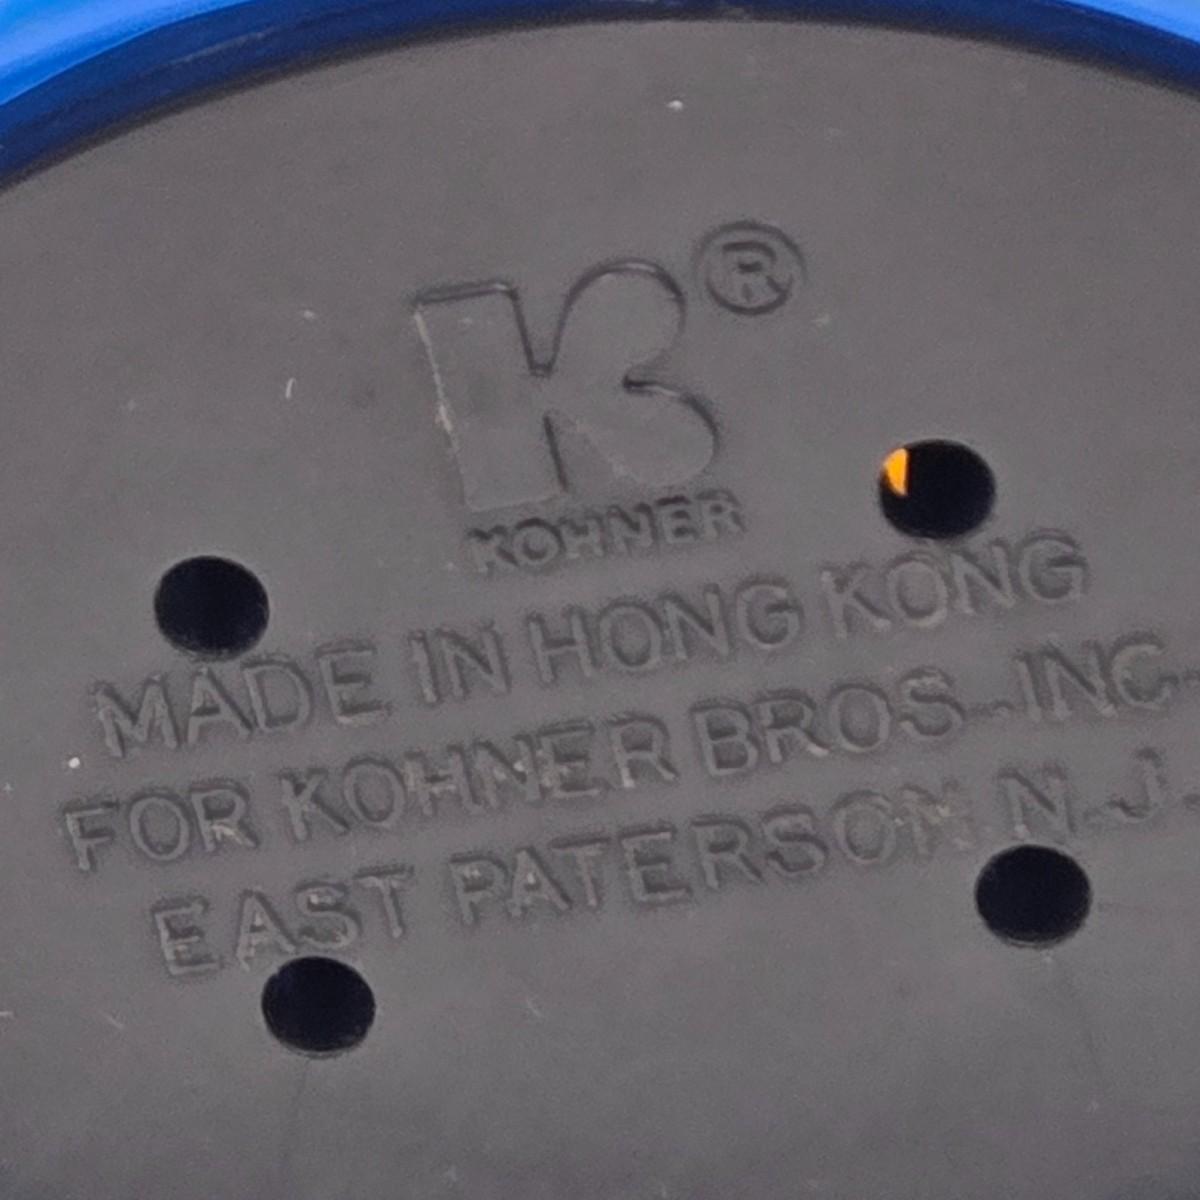 K®
KOHNER
MADE IN HONG KONG
FOR KOHNER BROS. INC.
EAST PATERSON N.J.